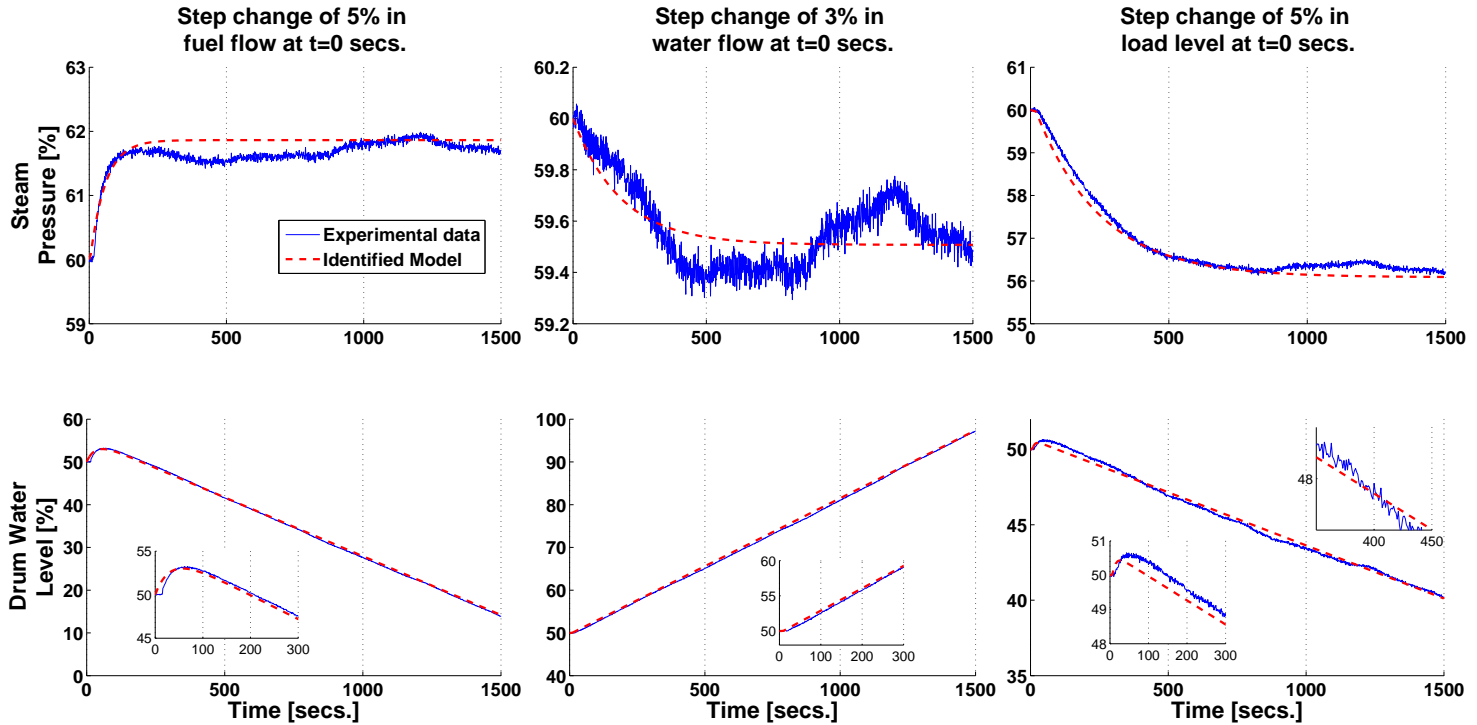 Step change of 5% in
fuel flow at t=0 secs.
Step change of 3% in
water flow at t=0 secs.
Step change of 5% in
load level at t=0 secs.
Steam
Pressure [%]
63
62
61
60
59
0 500 1000 1500
Experimental data
Identified Model
60.2
60
59.8
59.6
59.4
59.2
0 500 1000 1500
61
60
59
58
57
56
55
0 500 1000 1500
Drum Water
Level [%]
60
50
40
30
20
10
0
0 500 1000 1500
Time [secs.]
55
50
45
0 100 200 300
100
90
80
70
60
50
40
0 500 1000 1500
Time [secs.]
60
55
50
0 100 200 300
50
45
40
35
0 500 1000 1500
Time [secs.]
51
50
49
48
0 100 200 300
48
400 450